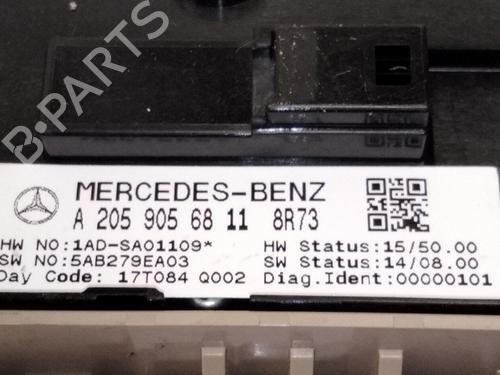 B-PARTS
MERCEDES-BENZ
A 205 905 68 11 8R73
HW NO:1AD-SA01109* HW Status:15/50.00
SW NO:5AB279EA03 SW Status:14/08.00
Day Code: 17T084 Q002 Diag.Ident:00000101